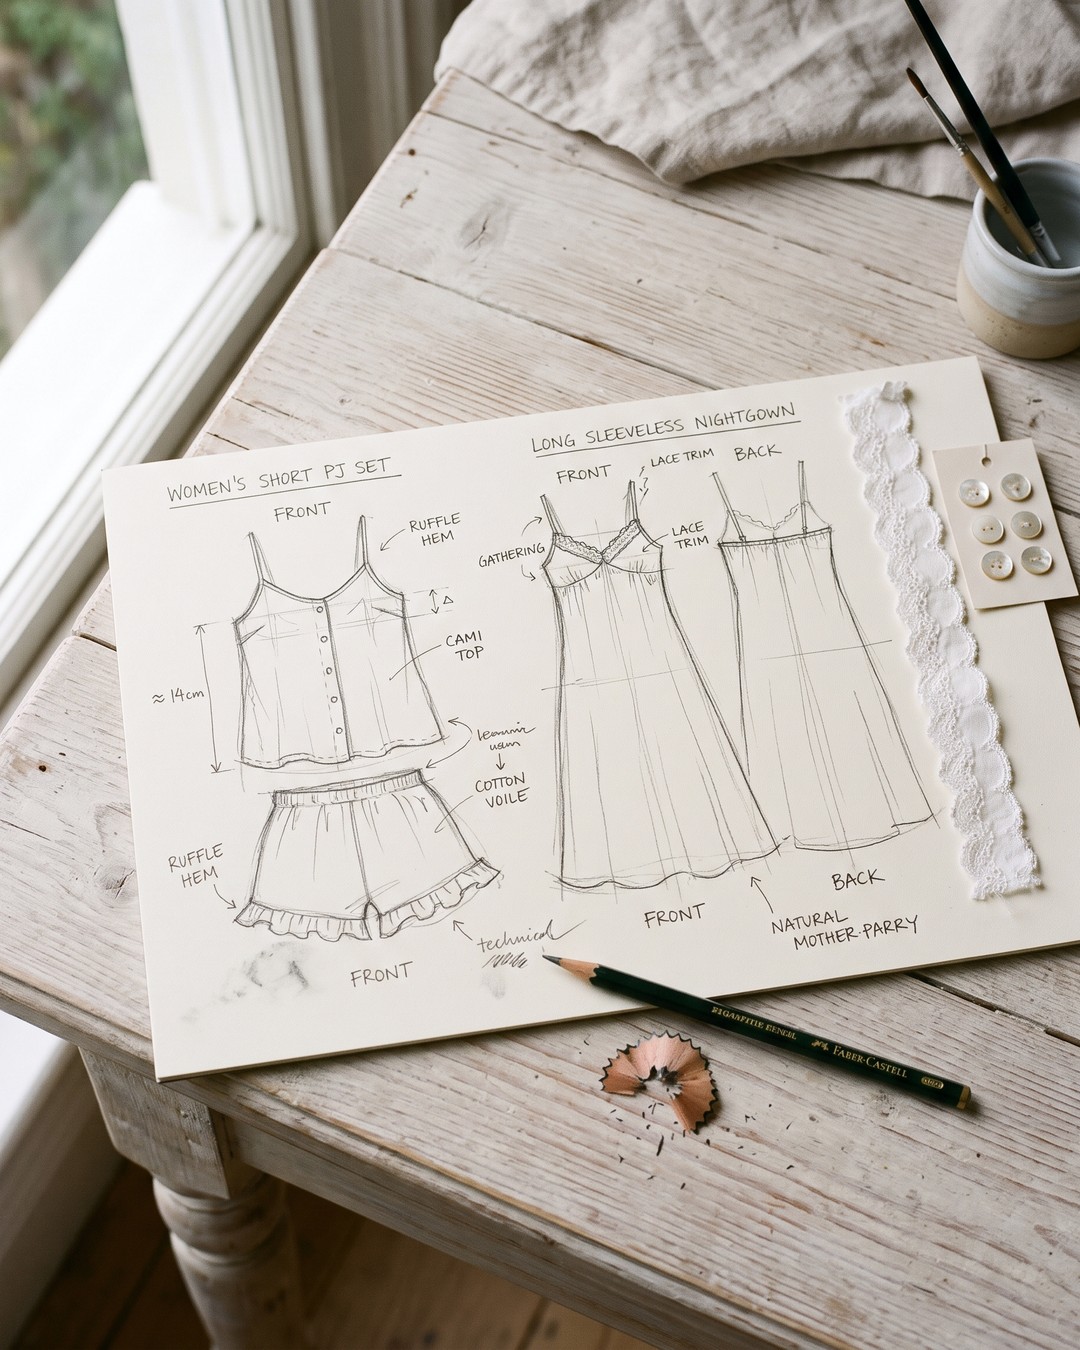 WOMEN'S SHORT PJ SET
FRONT
RUFFLE
HEM
Δ
CAMI
TOP
≈ 14cm
COTTON
VOILE
RUFFLE
HEM
technical
FRONT
LONG SLEEVELESS NIGHTGOWN
FRONT
LACE TRIM
BACK
GATHERING
LACE
TRIM
FRONT
BACK
NATURAL
MOTHER-PARRY
FABER-CASTELL